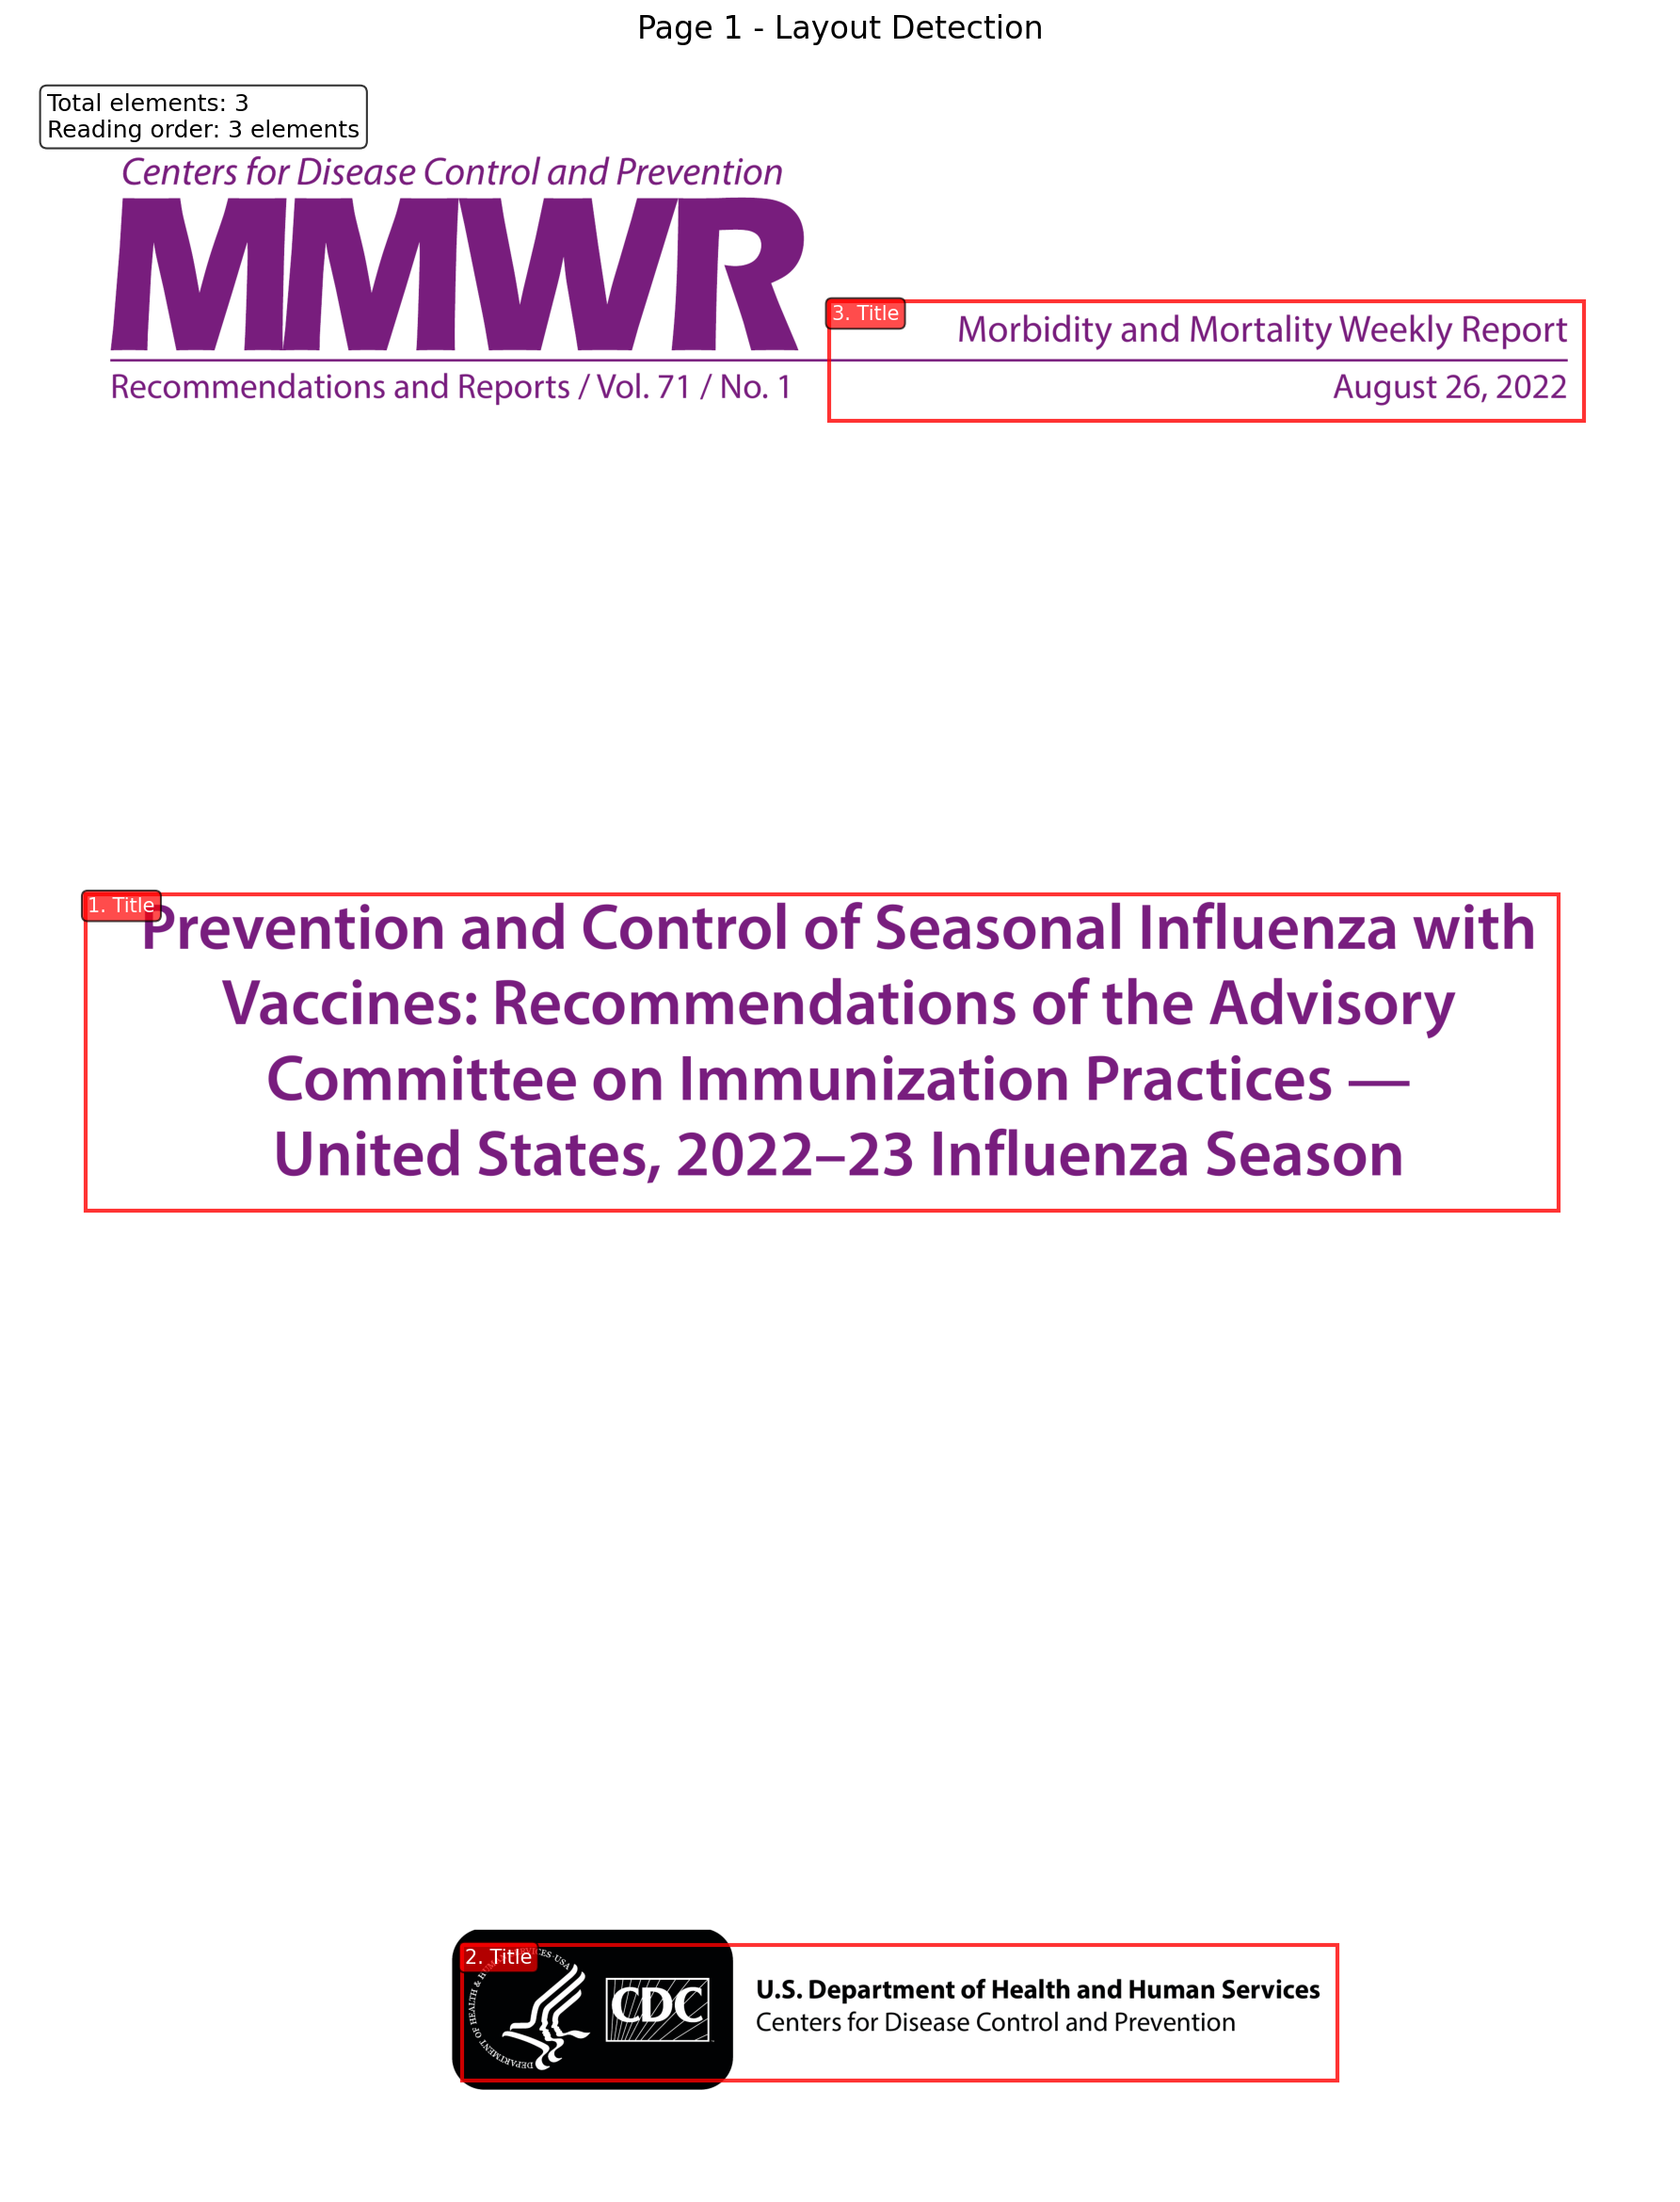 Page 1 - Layout Detection
Total elements: 3
Reading order: 3 elements
Centers for Disease Control and Prevention
MMWR
3. Title
Morbidity and Mortality Weekly Report
Recommendations and Reports / Vol. 71 / No. 1
August 26, 2022
1. Title
Prevention and Control of Seasonal Influenza with
Vaccines: Recommendations of the Advisory
Committee on Immunization Practices —
United States, 2022–23 Influenza Season
2. Title
DEPARTMENT OF HEALTH &
CDC
U.S. Department of Health and Human Services
Centers for Disease Control and Prevention